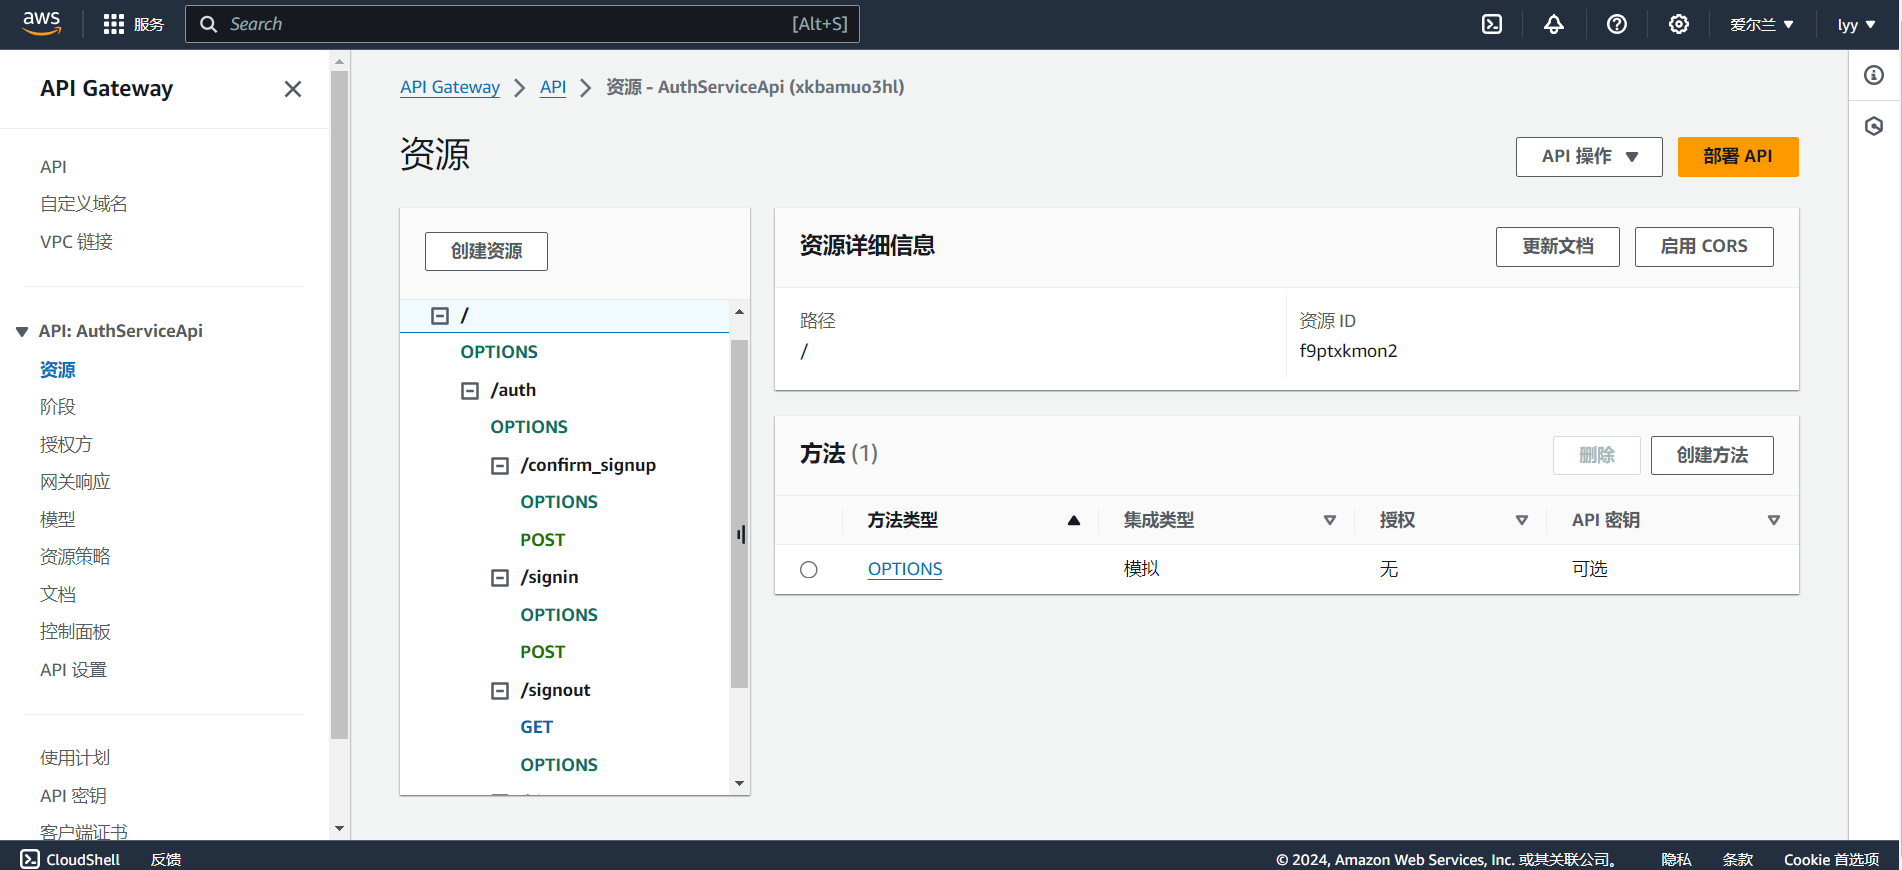 aws
服务
Search
[Alt+S]
爱尔兰
lyy
API Gateway
API
自定义域名
VPC 链接
API: AuthServiceApi
资源
阶段
授权方
网关响应
模型
资源策略
文档
控制面板
API 设置
使用计划
API 密钥
客户端证书
API Gateway
API
资源 - AuthServiceApi (xkbamuo3hl)
资源
API 操作
部署 API
创建资源
/
OPTIONS
/auth
OPTIONS
/confirm_signup
OPTIONS
POST
/signin
OPTIONS
POST
/signout
GET
OPTIONS
资源详细信息
更新文档
启用 CORS
路径
/
资源 ID
f9ptxkmon2
方法 (1)
删除
创建方法
方法类型
集成类型
授权
API 密钥
OPTIONS
模拟
无
可选
CloudShell
反馈
© 2024, Amazon Web Services, Inc. 或其关联公司。
隐私
条款
Cookie 首选项